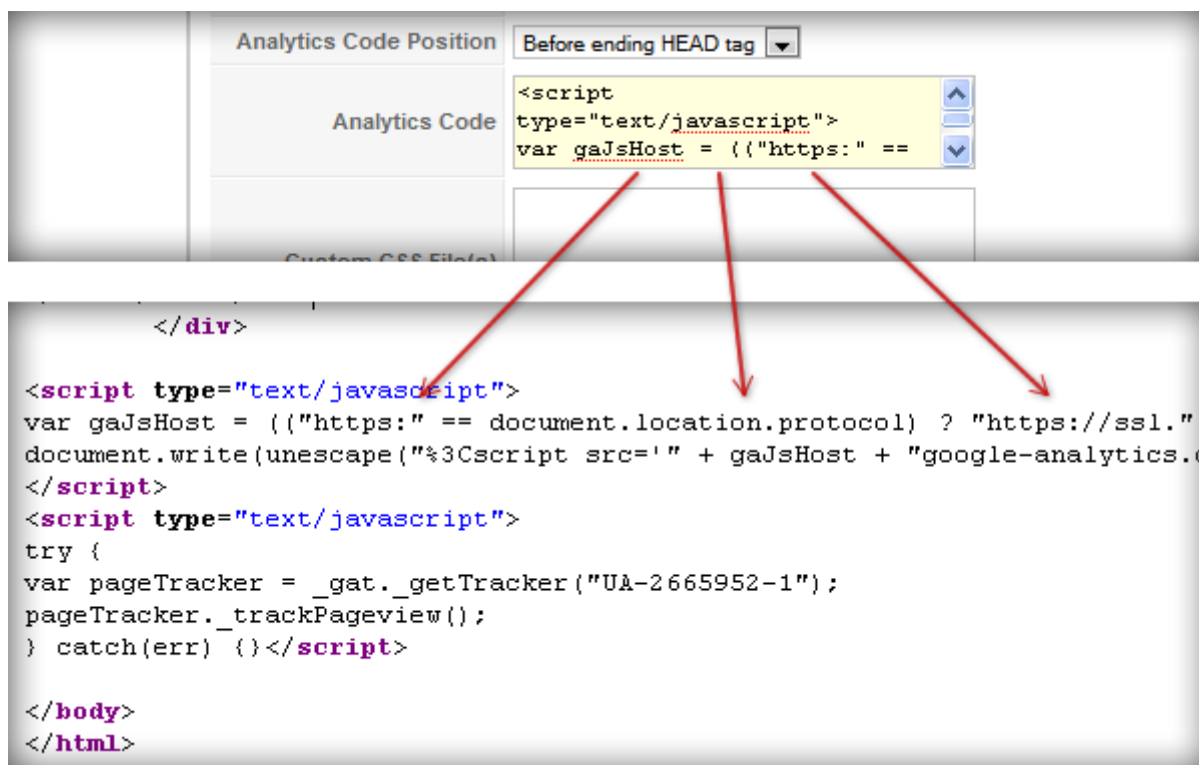 Analytics Code Position Before ending HEAD tag
Analytics Code
<script
type="text/javascript">
var gaJsHost = (("https:" ==
Custom CSS File(s)
</div>
<script type="text/javascript">
var gaJsHost = (("https:" == document.location.protocol) ? "https://ssl."
document.write(unescape("%3Cscript src='" + gaJsHost + "google-analytics.
</script>
<script type="text/javascript">
try {
var pageTracker = _gat._getTracker("UA-2665952-1");
pageTracker._trackPageview();
} catch(err) {}</script>
</body>
</html>